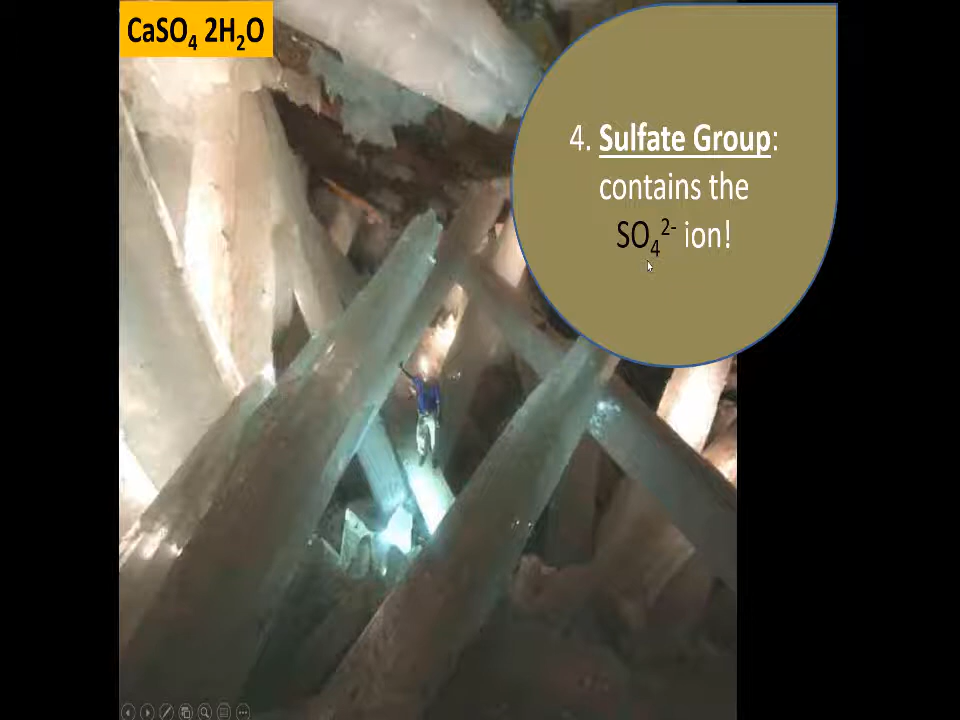 CaSO₄ 2H₂O
4. Sulfate Group:
contains the
SO₄²⁻ ion!